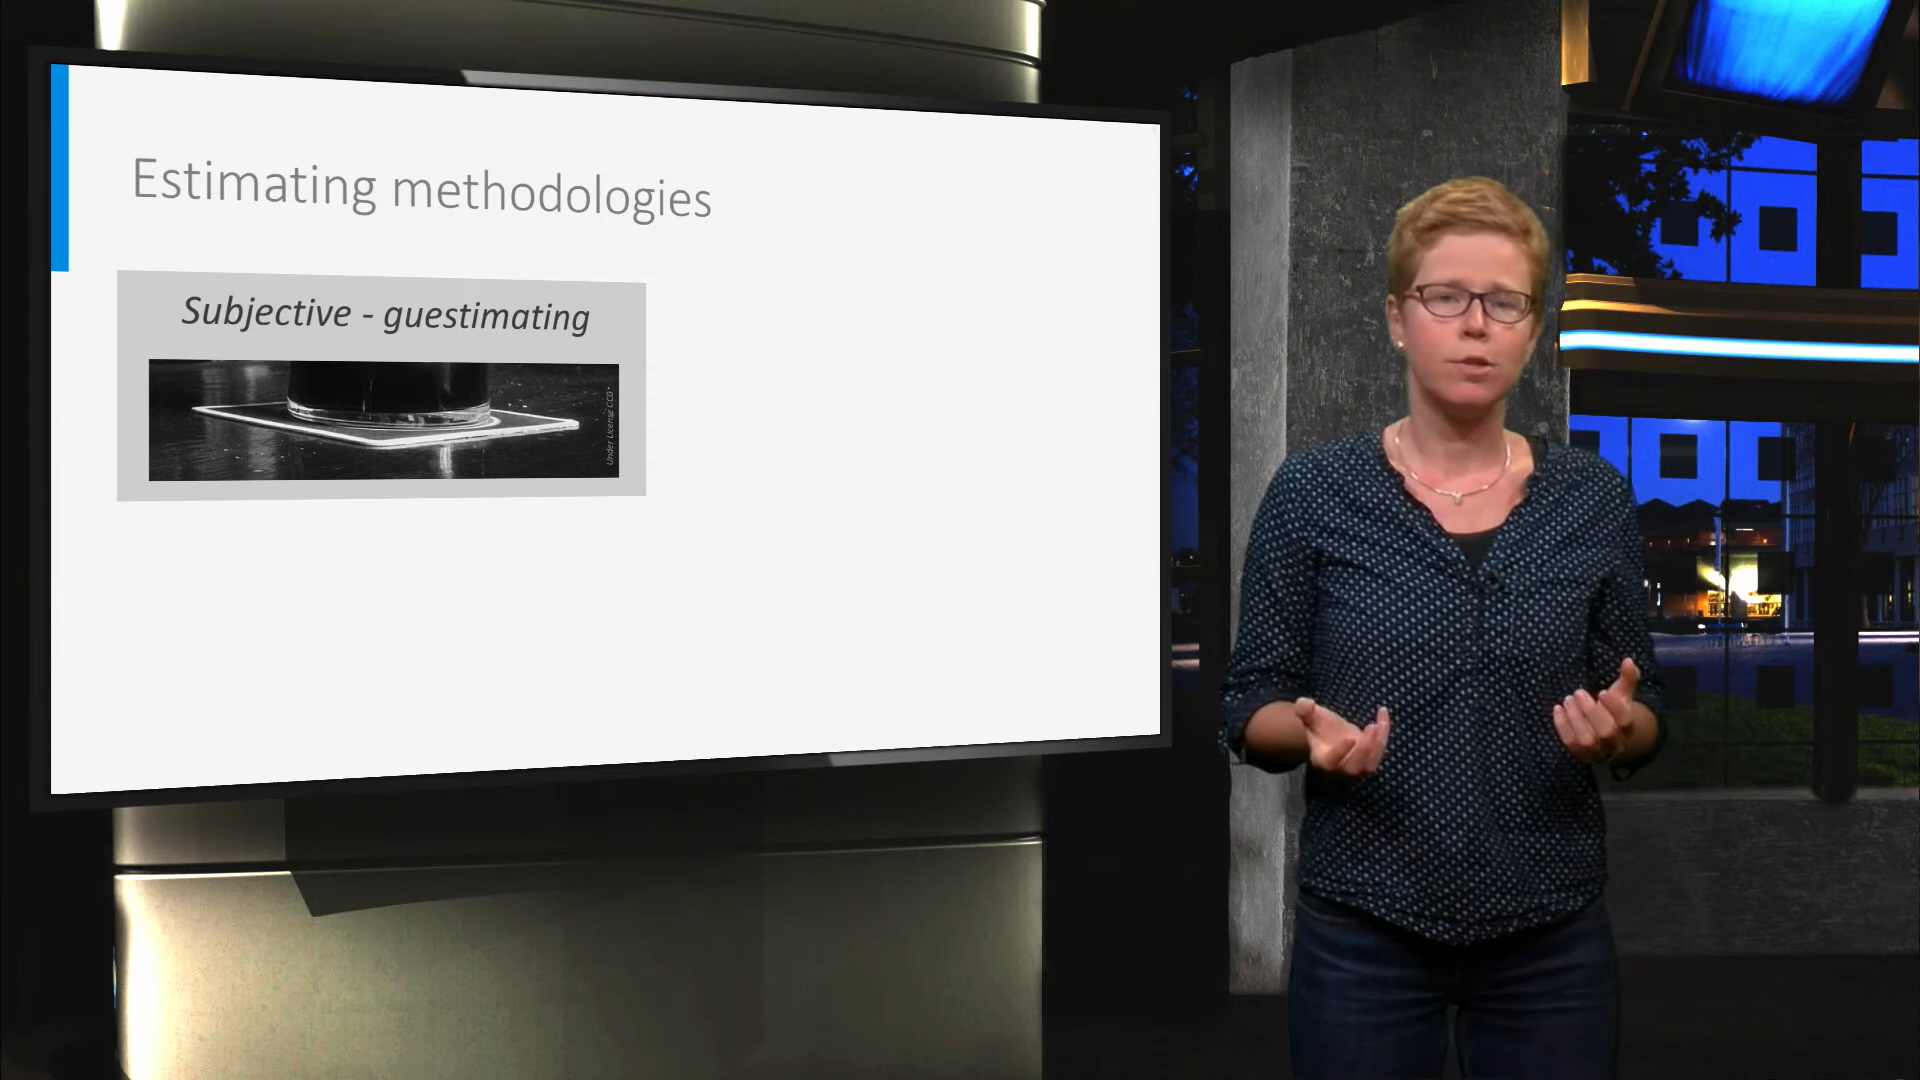 Estimating methodologies
Subjective - guestimating
Under License CC0